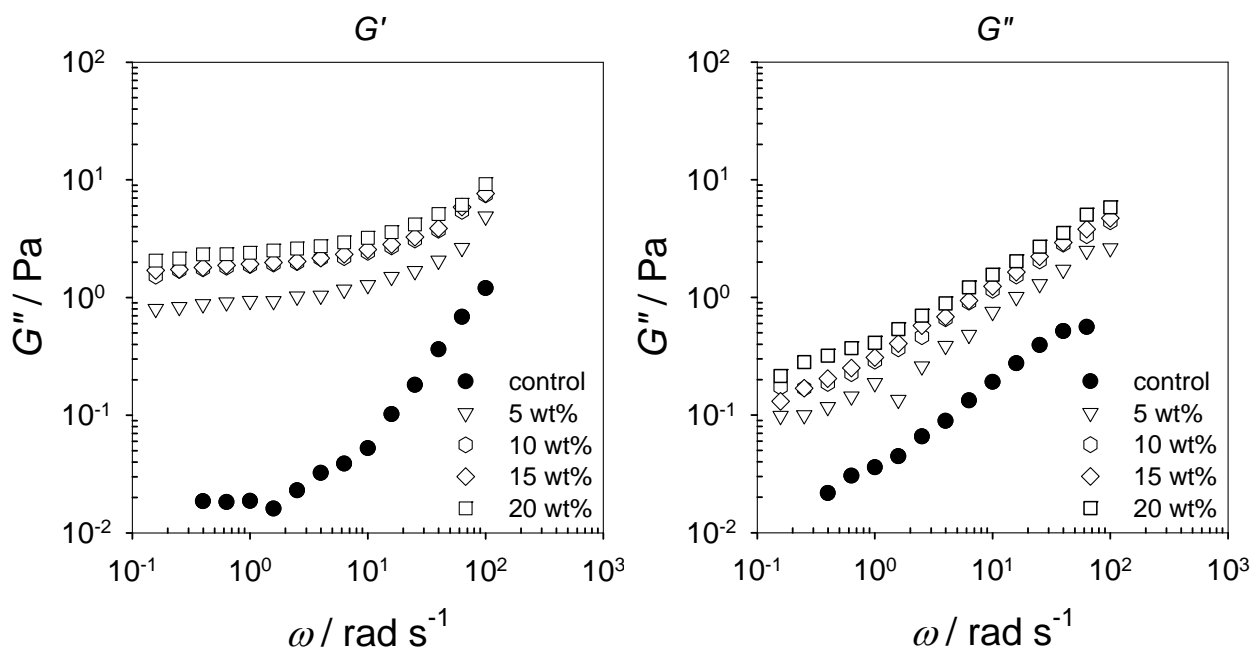 G′
G″ / Pa
10²
10¹
10⁰
10⁻¹
10⁻²
control
5 wt%
10 wt%
15 wt%
20 wt%
10⁻¹ 10⁰ 10¹ 10² 10³
ω / rad s⁻¹
G″
G″ / Pa
10²
10¹
10⁰
10⁻¹
10⁻²
control
5 wt%
10 wt%
15 wt%
20 wt%
10⁻¹ 10⁰ 10¹ 10² 10³
ω / rad s⁻¹